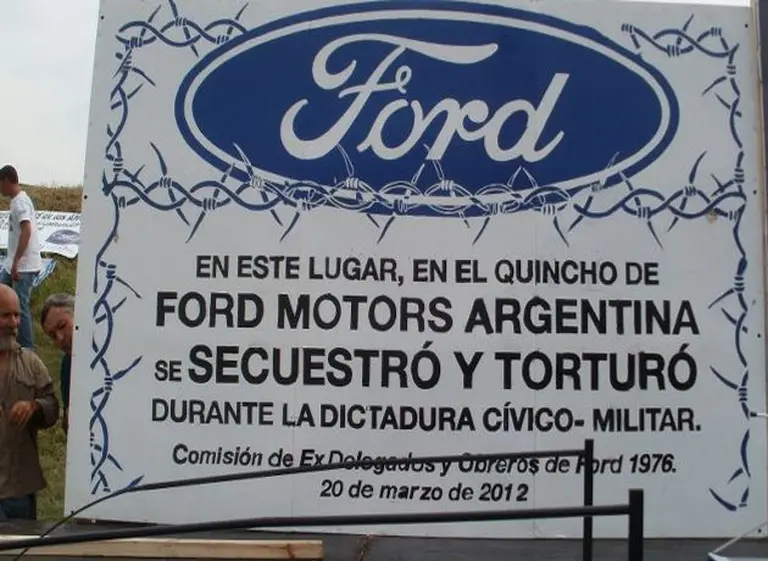 Ford
EN ESTE LUGAR, EN EL QUINCHO DE
FORD MOTORS ARGENTINA
SE SECUESTRÓ Y TORTURÓ
DURANTE LA DICTADURA CÍVICO- MILITAR.
Comisión de Ex Delegados y Obreros de Ford 1976.
20 de marzo de 2012